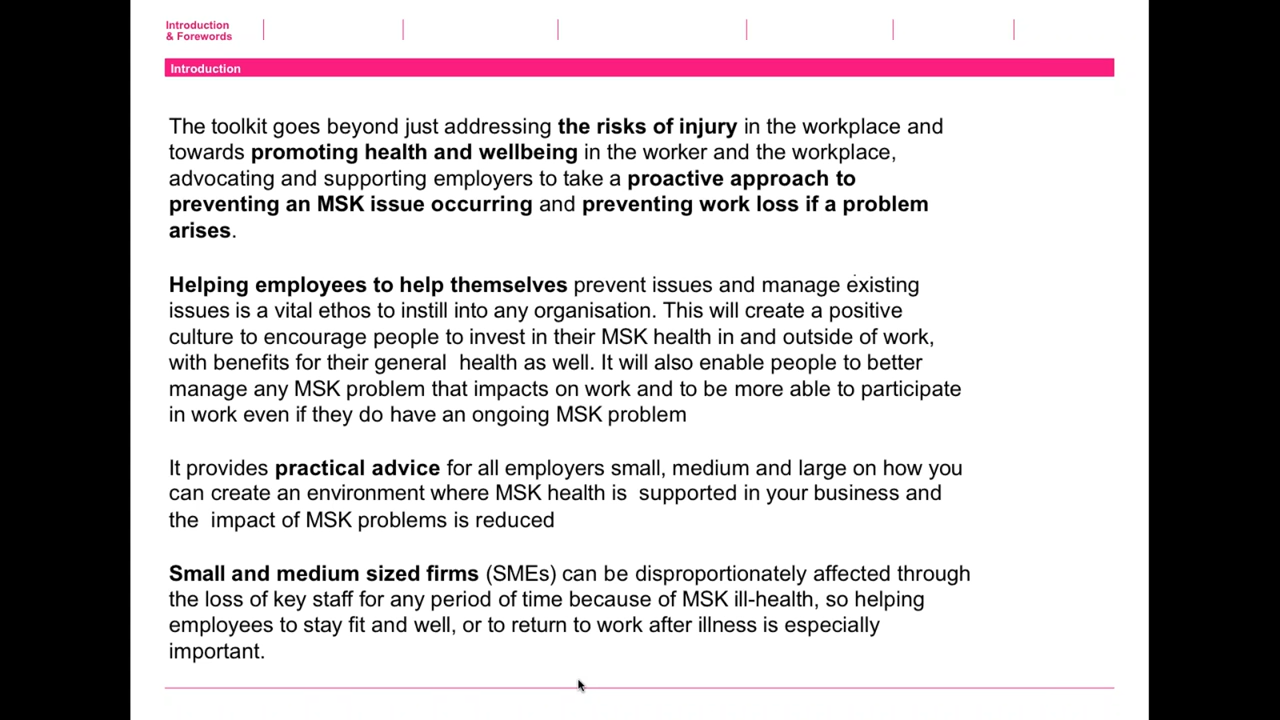 Introduction
& Forewords
Introduction
The toolkit goes beyond just addressing the risks of injury in the workplace and
towards promoting health and wellbeing in the worker and the workplace,
advocating and supporting employers to take a proactive approach to
preventing an MSK issue occurring and preventing work loss if a problem
arises.
Helping employees to help themselves prevent issues and manage existing
issues is a vital ethos to instill into any organisation. This will create a positive
culture to encourage people to invest in their MSK health in and outside of work,
with benefits for their general  health as well. It will also enable people to better
manage any MSK problem that impacts on work and to be more able to participate
in work even if they do have an ongoing MSK problem
It provides practical advice for all employers small, medium and large on how you
can create an environment where MSK health is  supported in your business and
the  impact of MSK problems is reduced
Small and medium sized firms (SMEs) can be disproportionately affected through
the loss of key staff for any period of time because of MSK ill-health, so helping
employees to stay fit and well, or to return to work after illness is especially
important.